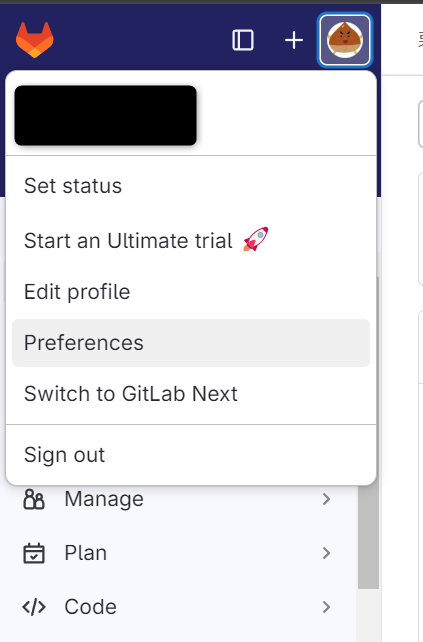 Set status
Start an Ultimate trial 🚀
Edit profile
Preferences
Switch to GitLab Next
Sign out
Manage
Plan
Code